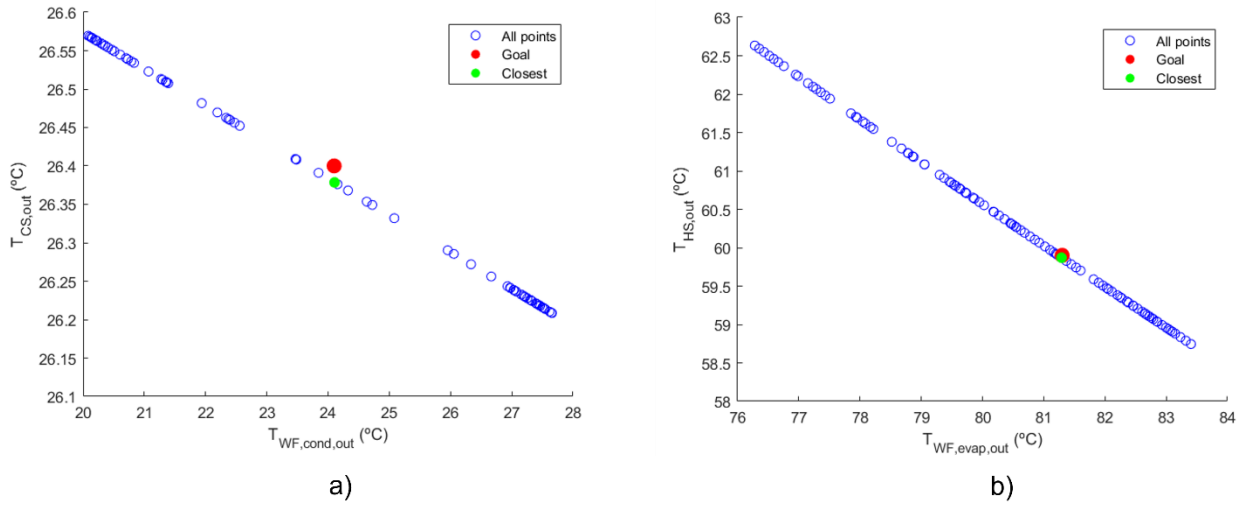 26.6
26.55
26.5
26.45
26.4
26.35
26.3
26.25
26.2
26.15
26.1
T_CS,out (ºC)
20 21 22 23 24 25 26 27 28
T_WF,cond,out (ºC)
All points
Goal
Closest
a)
63
62.5
62
61.5
61
60.5
60
59.5
59
58.5
58
T_HS,out (ºC)
76 77 78 79 80 81 82 83 84
T_WF,evap,out (ºC)
All points
Goal
Closest
b)